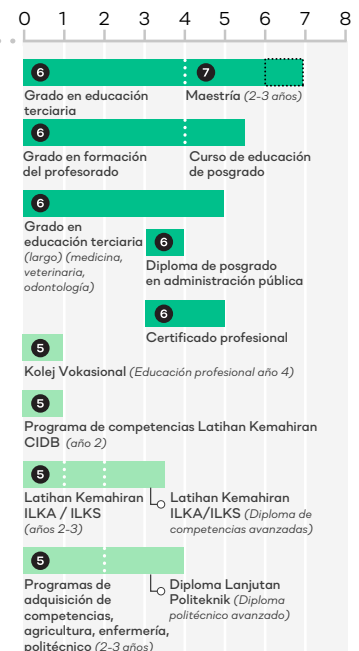 0 1 2 3 4 5 6 7 8
6 7
Grado en educación
terciaria
Maestría (2-3 años)
6
Grado en formación
del profesorado
Curso de educación
de posgrado
6
Grado en
educación terciaria
(largo) (medicina,
veterinaria,
odontología)
6
Diploma de posgrado
en administración pública
6
Certificado profesional
5
Kolej Vokasional (Educación profesional año 4)
5
Programa de competencias Latihan Kemahiran
CIDB (año 2)
5
Latihan Kemahiran
ILKA / ILKS
(años 2-3)
Latihan Kemahiran
ILKA/ILKS (Diploma de
competencias avanzadas)
5
Programas de
adquisición de
competencias,
agricultura, enfermería,
politécnico (2-3 años)
Diploma Lanjutan
Politeknik (Diploma
politécnico avanzado)